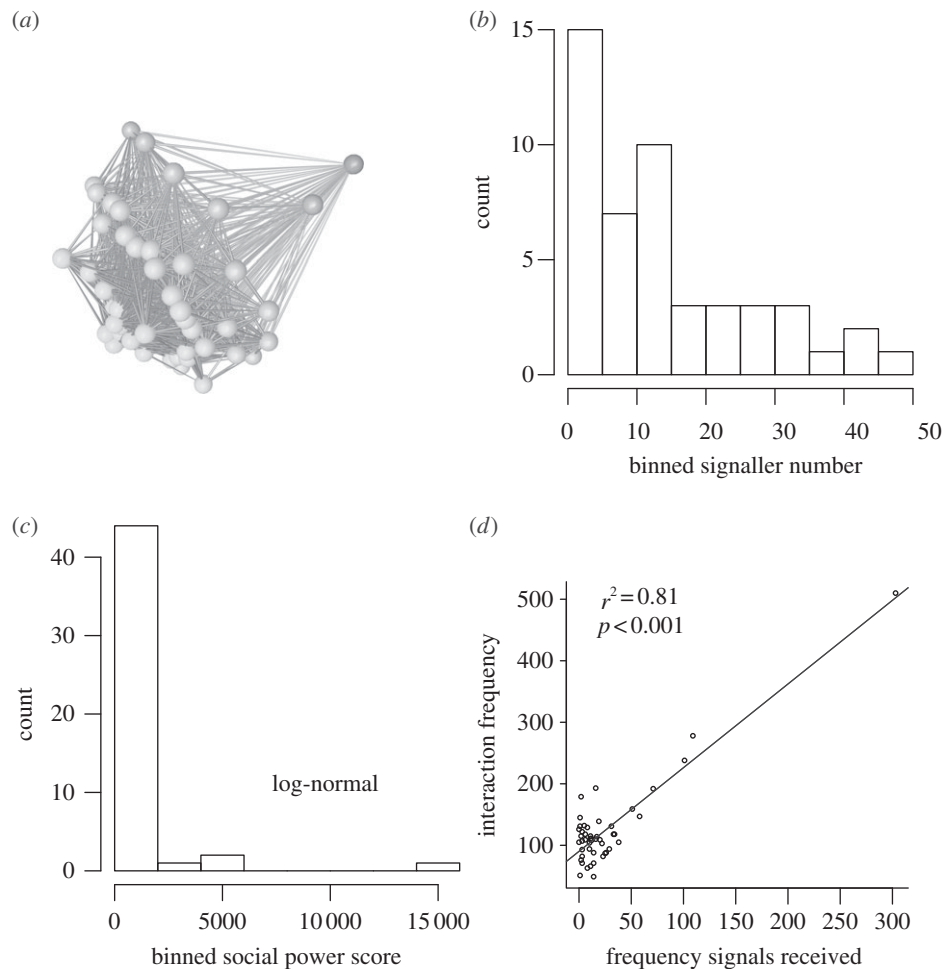 (a)
(b)
15
10
5
0
count
0 10 20 30 40 50
binned signaller number
(c)
40
30
20
10
0
count
log-normal
0 5000 10 000 15 000
binned social power score
(d)
r² = 0.81
p < 0.001
500
400
300
200
100
interaction frequency
0 50 100 150 200 250 300
frequency signals received